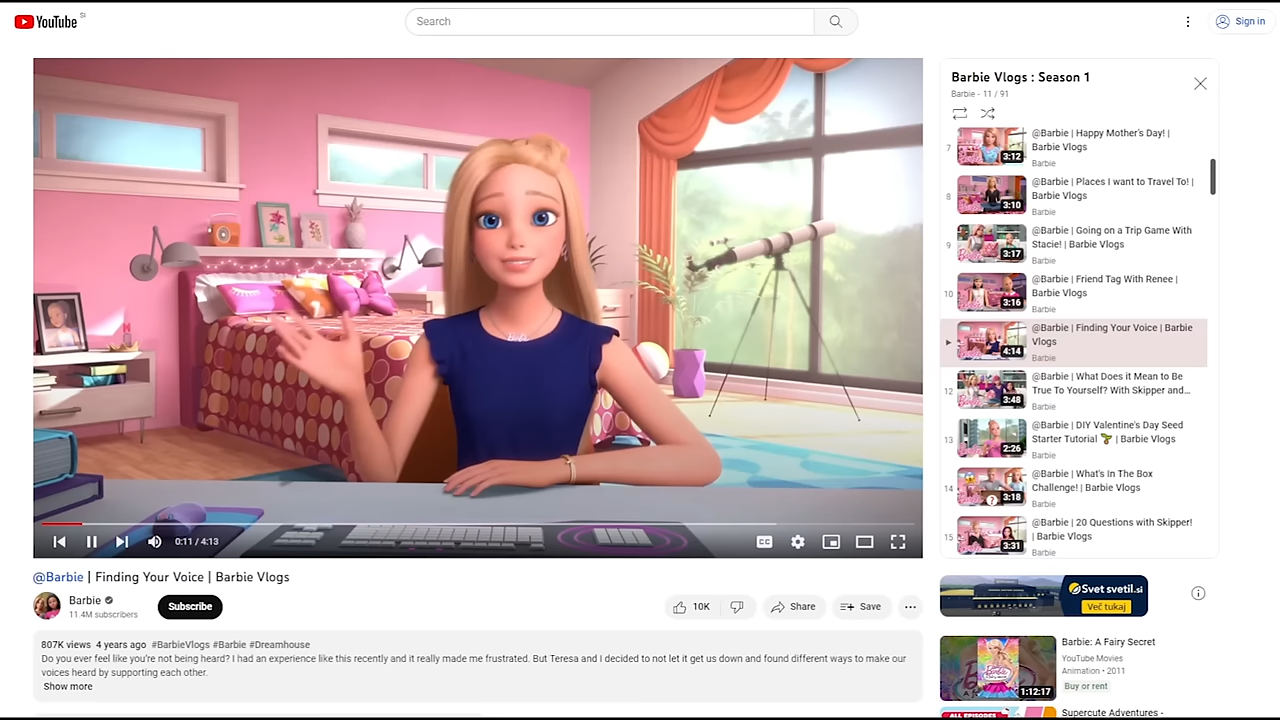 YouTube SI
Search
Sign in
Barbie Vlogs : Season 1
Barbie - 11 / 91
7
3:12
@Barbie | Happy Mother's Day! |
Barbie Vlogs
Barbie
8
3:10
@Barbie | Places I want to Travel To! |
Barbie Vlogs
Barbie
9
3:17
@Barbie | Going on a Trip Game With
Stacie! | Barbie Vlogs
Barbie
10
3:16
@Barbie | Friend Tag With Renee |
Barbie Vlogs
Barbie
4:14
@Barbie | Finding Your Voice | Barbie
Vlogs
Barbie
12
3:48
@Barbie | What Does it Mean to Be
True To Yourself? With Skipper and...
Barbie
13
2:26
@Barbie | DIY Valentine's Day Seed
Starter Tutorial 🌱 | Barbie Vlogs
Barbie
14
3:18
@Barbie | What's In The Box
Challenge! | Barbie Vlogs
Barbie
15
3:31
@Barbie | 20 Questions with Skipper!
| Barbie Vlogs
Barbie
0:11 / 4:13
CC
@Barbie | Finding Your Voice | Barbie Vlogs
Barbie
11.4M subscribers
Subscribe
10K
Share
Save
807K views 4 years ago #BarbieVlogs #Barbie #Dreamhouse
Do you ever feel like you're not being heard? I had an experience like this recently and it really made me frustrated. But Teresa and I decided to not let it get us down and found different ways to make our
voices heard by supporting each other.
Show more
Svet svetil.si
Več tukaj
1:12:17
Barbie: A Fairy Secret
YouTube Movies
Animation • 2011
Buy or rent
ALL EPISODES
Supercute Adventures -